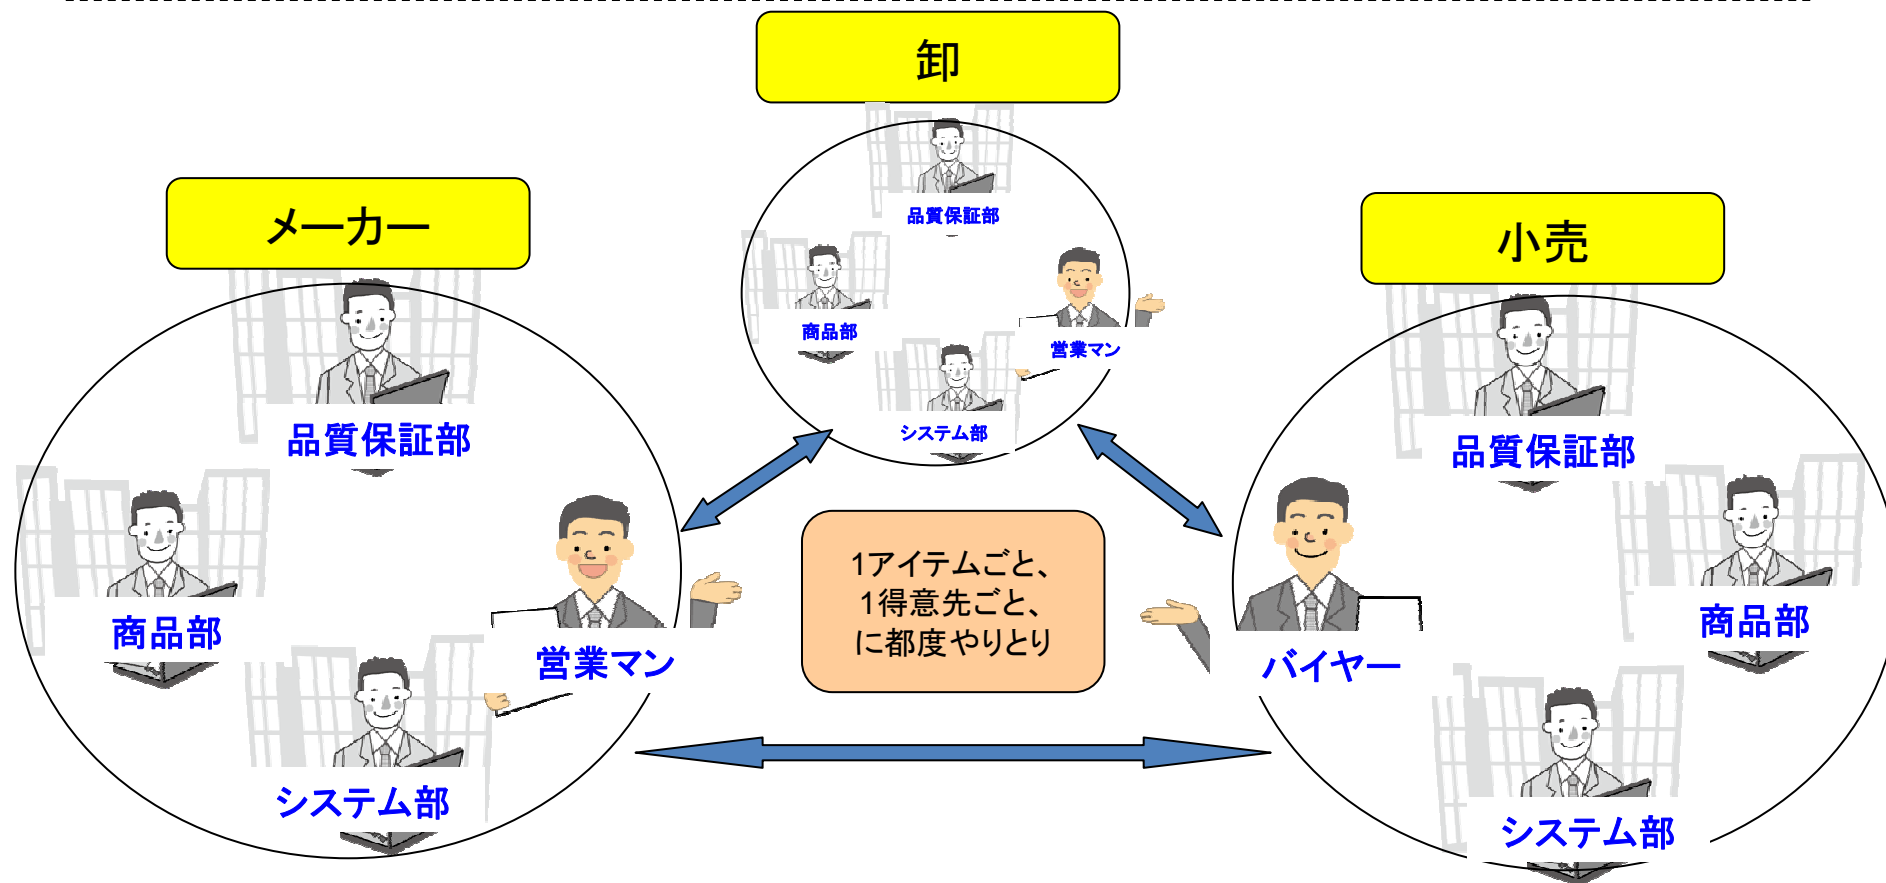 卸
品質保証部
商品部
営業マン
システム部
メーカー
品質保証部
商品部
営業マン
システム部
1アイテムごと、
1得意先ごと、
に都度やりとり
小売
品質保証部
商品部
バイヤー
システム部